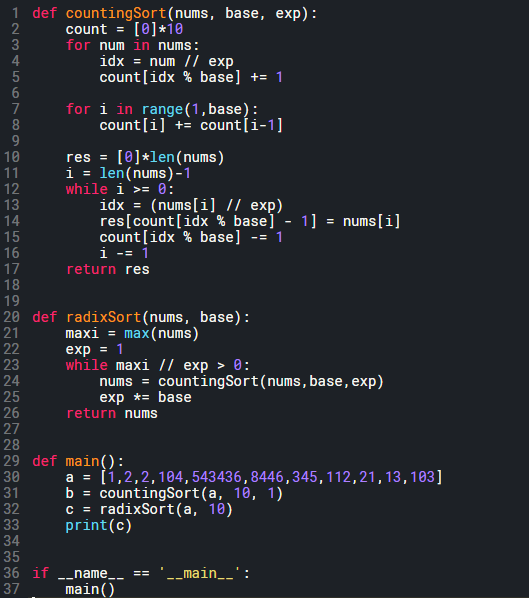 1 def countingSort(nums, base, exp):
2     count = [0]*10
3     for num in nums:
4         idx = num // exp
5         count[idx % base] += 1
6
7     for i in range(1,base):
8         count[i] += count[i-1]
9
10     res = [0]*len(nums)
11     i = len(nums)-1
12     while i >= 0:
13         idx = (nums[i] // exp)
14         res[count[idx % base] - 1] = nums[i]
15         count[idx % base] -= 1
16         i -= 1
17     return res
18
19
20 def radixSort(nums, base):
21     maxi = max(nums)
22     exp = 1
23     while maxi // exp > 0:
24         nums = countingSort(nums,base,exp)
25         exp *= base
26     return nums
27
28
29 def main():
30     a = [1,2,2,104,543436,8446,345,112,21,13,103]
31     b = countingSort(a, 10, 1)
32     c = radixSort(a, 10)
33     print(c)
34
35
36 if __name__ == '__main__':
37     main()